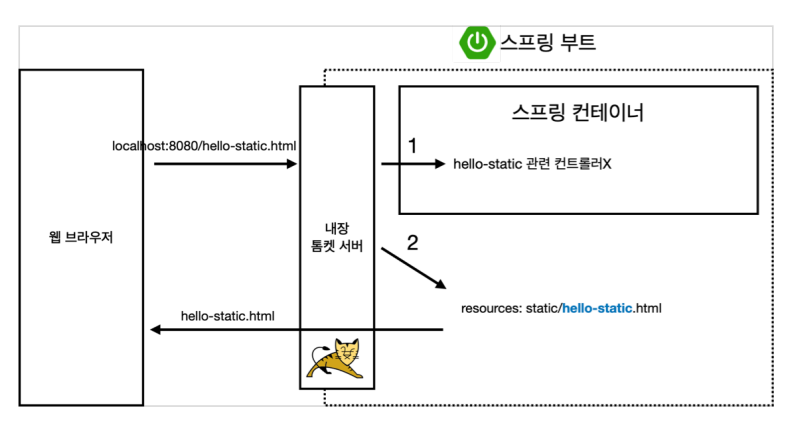 스프링 부트
스프링 컨테이너
localhost:8080/hello-static.html
1
hello-static 관련 컨트롤러X
웹 브라우저
내장
톰켓 서버
2
resources: static/hello-static.html
hello-static.html